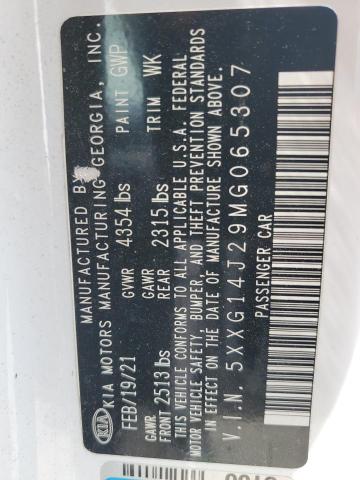 MANUFACTURED BY
KIA KIA MOTORS MANUFACTURING GEORGIA, INC.
FEB/19/21 GVWR 4354 lbs PAINT GWP
GAWR FRONT 2513 lbs GAWR REAR 2315 lbs TRIM WK
THIS VEHICLE CONFORMS TO ALL APPLICABLE U.S.A. FEDERAL
MOTOR VEHICLE SAFETY, BUMPER, AND THEFT PREVENTION STANDARDS
IN EFFECT ON THE DATE OF MANUFACTURE SHOWN ABOVE.
V.I.N. 5XXG14J29MG065307
PASSENGER CAR